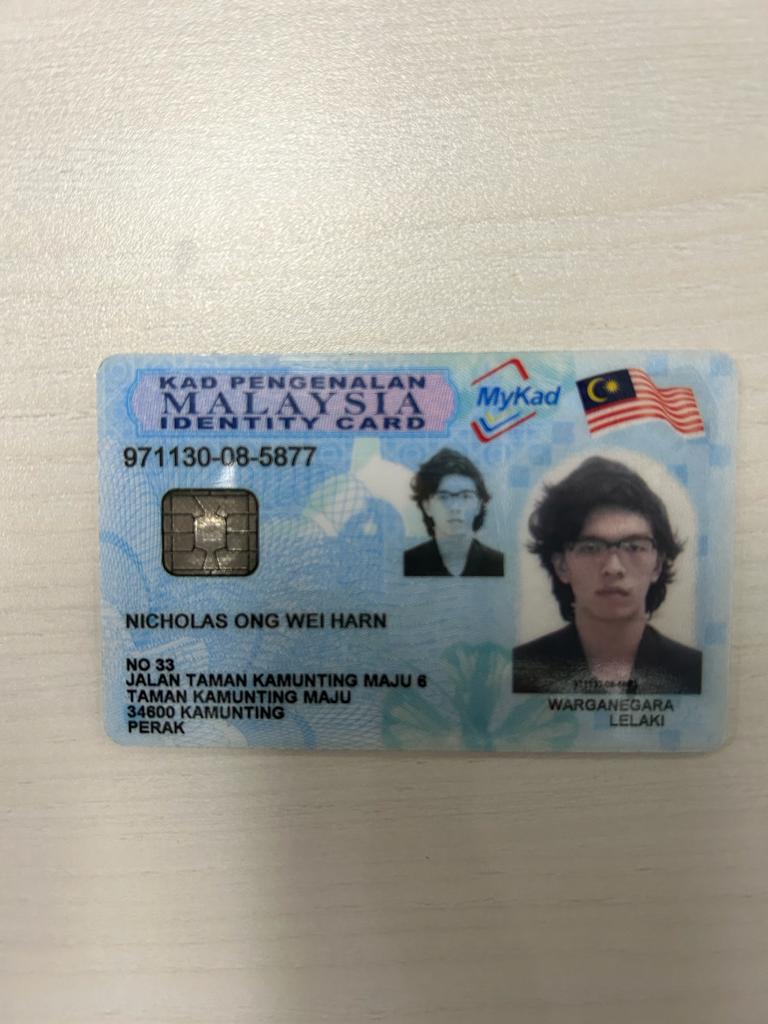 KAD PENGENALAN
MALAYSIA
IDENTITY CARD
MyKad
971130-08-5877
NICHOLAS ONG WEI HARN
NO 33
JALAN TAMAN KAMUNTING MAJU 6
TAMAN KAMUNTING MAJU
34600 KAMUNTING
PERAK
WARGANEGARA
LELAKI